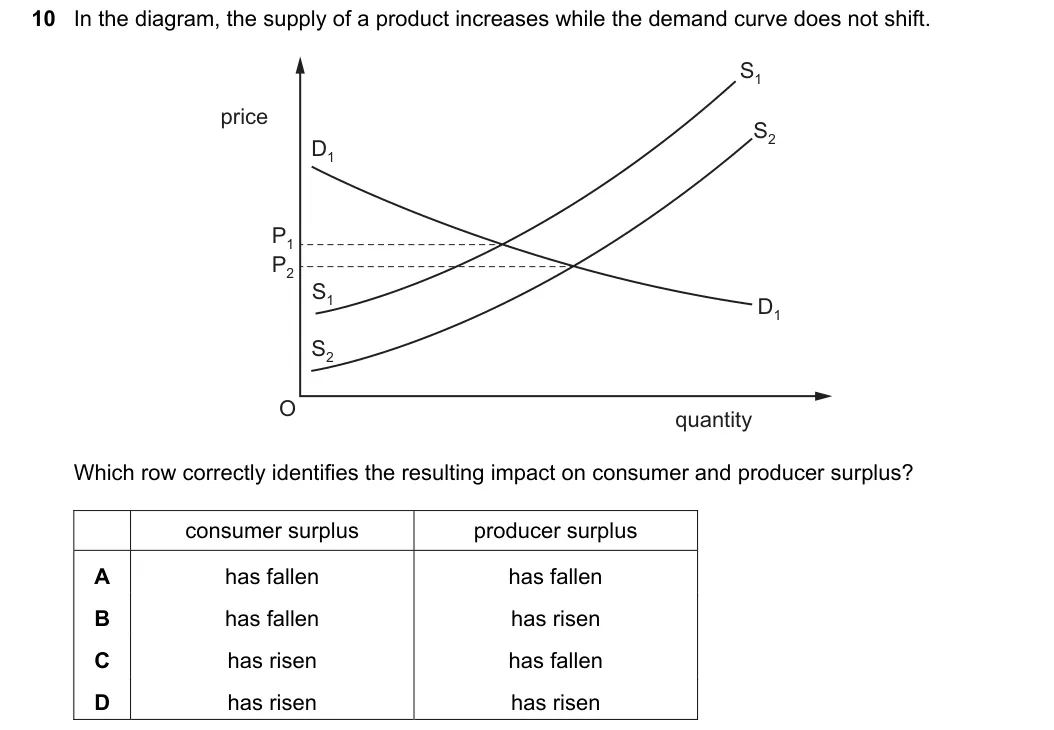 10 In the diagram, the supply of a product increases while the demand curve does not shift.
S1
price
S2
D1
P1
P2
S1
D1
S2
O
quantity
Which row correctly identifies the resulting impact on consumer and producer surplus?
consumer surplus producer surplus
A has fallen has fallen
B has fallen has risen
C has risen has fallen
D has risen has risen